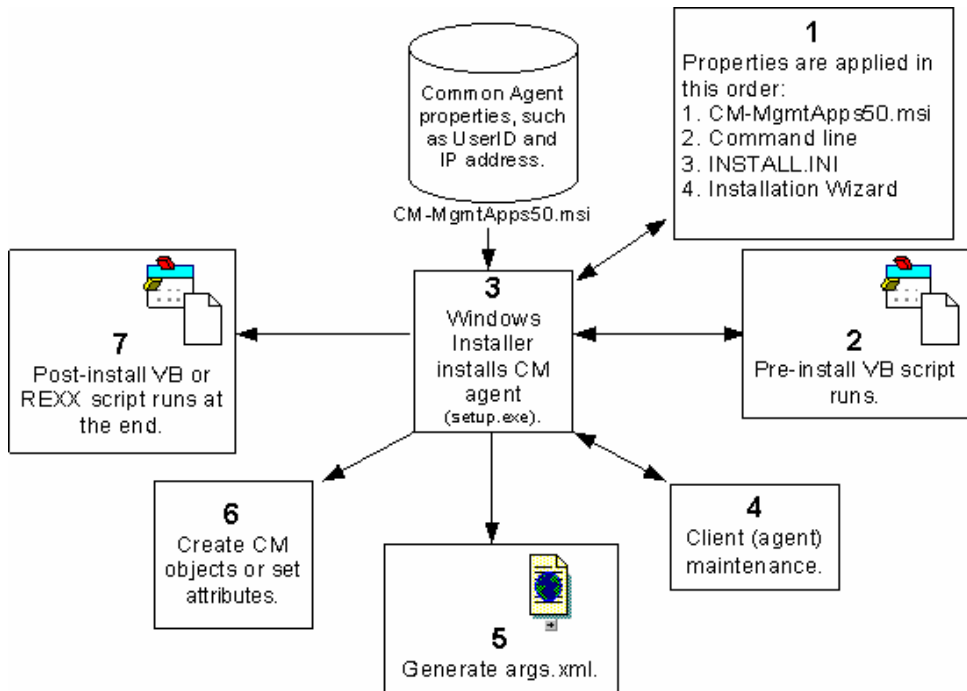 Common Agent
properties, such
as UserID and
IP address.
CM-MgmtApps50.msi
1
Properties are applied in
this order:
1. CM-MgmtApps50.msi
2. Command line
3. INSTALL.INI
4. Installation Wizard
3
Windows
Installer
installs CM
agent
(setup.exe).
2
Pre-install VB script
runs.
7
Post-install VB or
REXX script runs at
the end.
6
Create CM
objects or set
attributes.
5
Generate args.xml.
4
Client (agent)
maintenance.